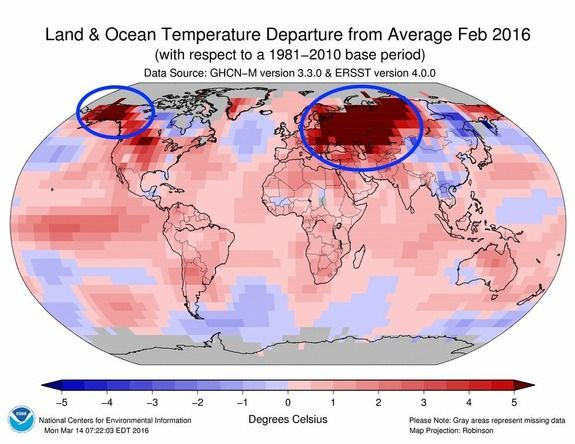 Land & Ocean Temperature Departure from Average Feb 2016
(with respect to a 1981–2010 base period)
Data Source: GHCN–M version 3.3.0 & ERSST version 4.0.0
−5 −4 −3 −2 −1 0 1 2 3 4 5
Degrees Celsius
National Centers for Environmental Information
Mon Mar 14 07:22:03 EDT 2016
Please Note: Gray areas represent missing data
Map Projection: Robinson